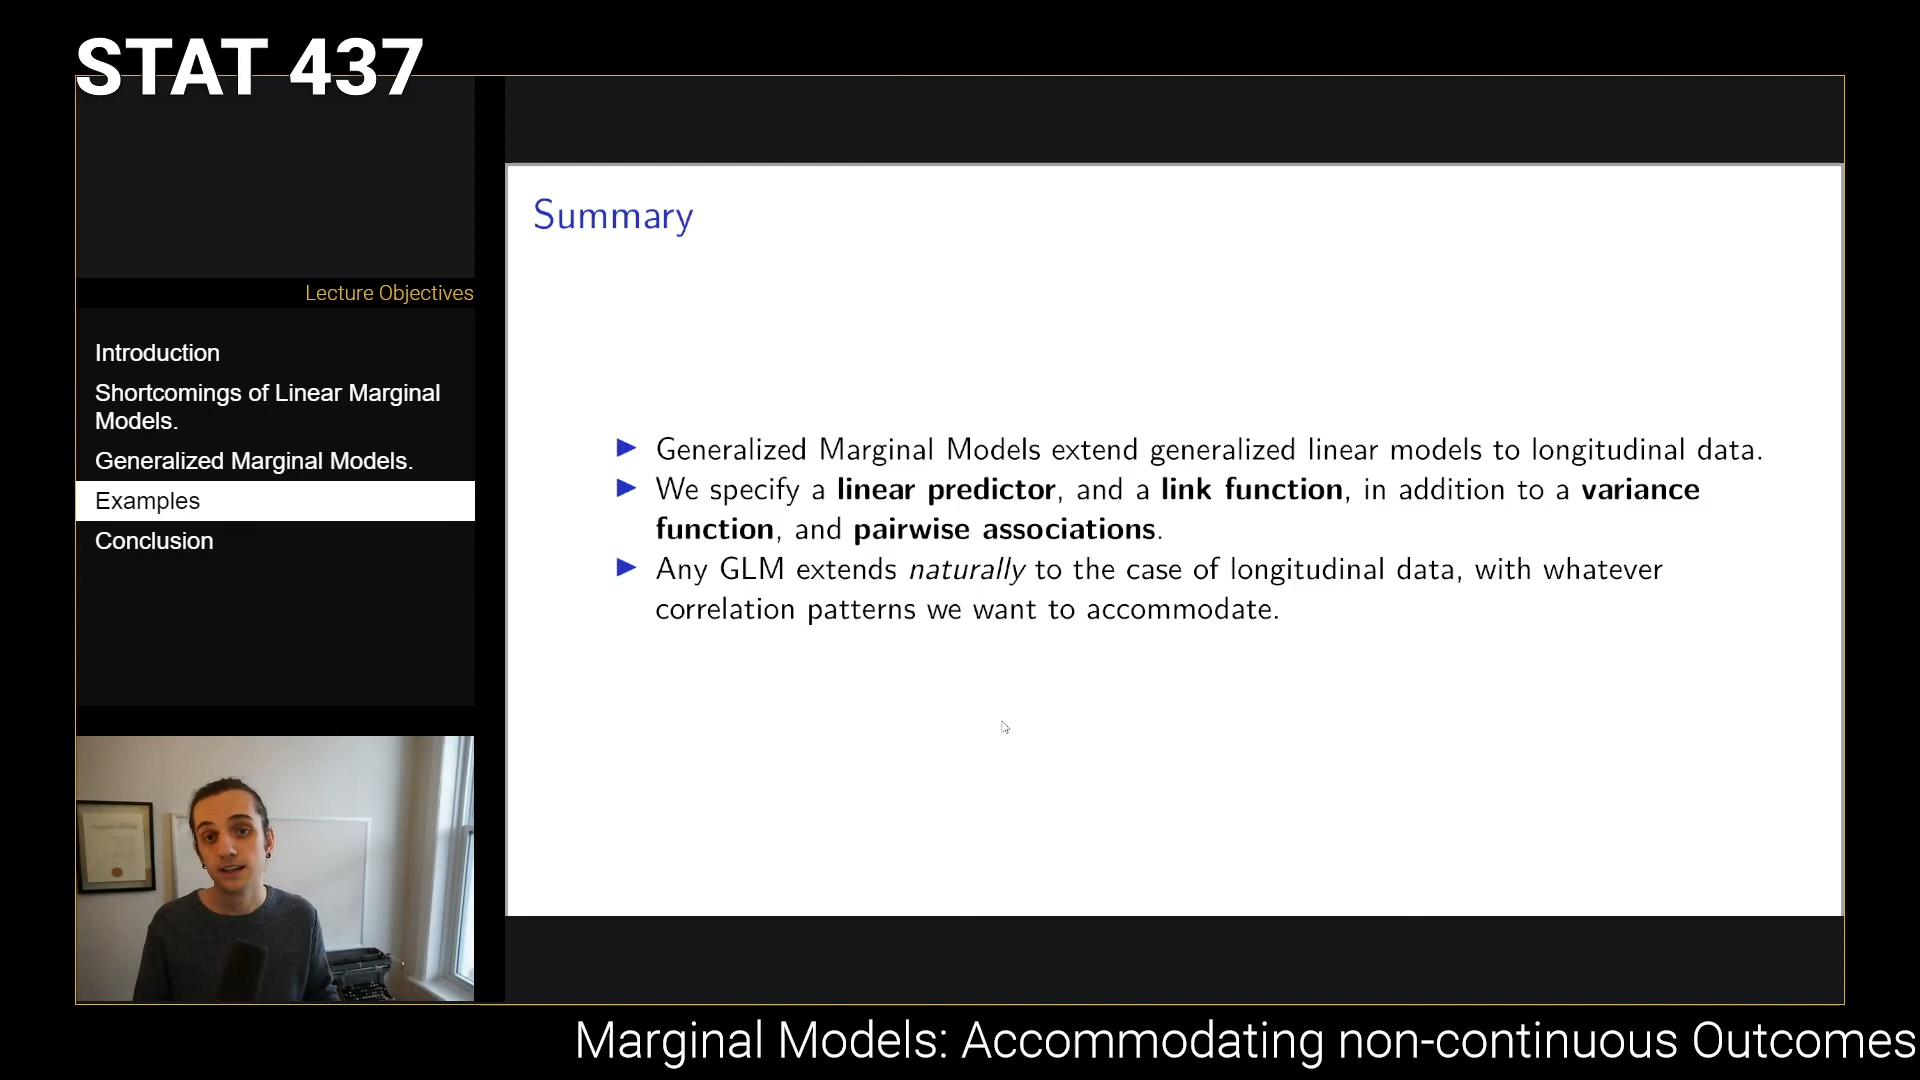 STAT 437
Lecture Objectives
Introduction
Shortcomings of Linear Marginal
Models.
Generalized Marginal Models.
Examples
Conclusion
Summary
Generalized Marginal Models extend generalized linear models to longitudinal data.
We specify a linear predictor, and a link function, in addition to a variance
function, and pairwise associations.
Any GLM extends naturally to the case of longitudinal data, with whatever
correlation patterns we want to accommodate.
Marginal Models: Accommodating non-continuous Outcomes